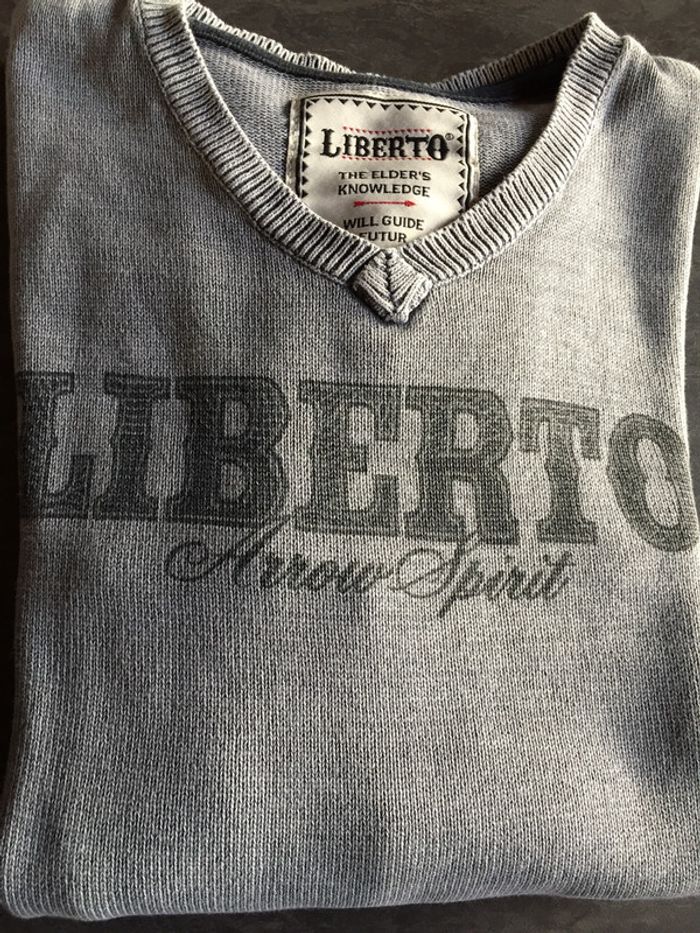 LIBERTO®
THE ELDER'S
KNOWLEDGE
WILL GUIDE
FUTUR
LIBERTO
Arrow Spirit